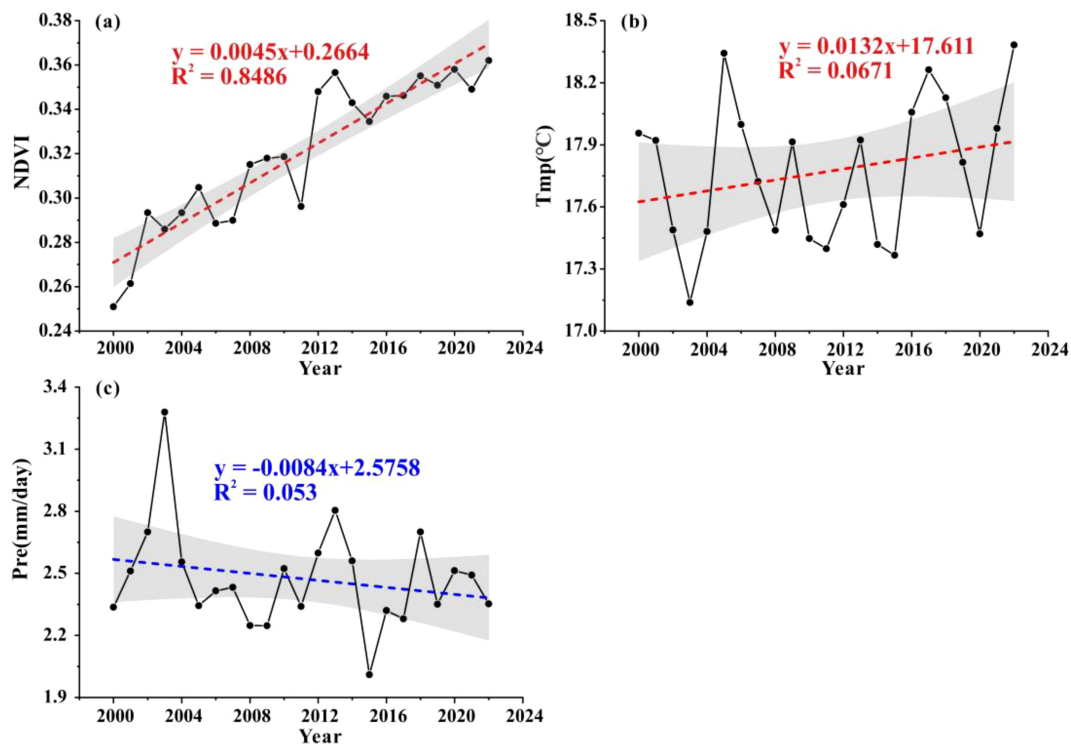 (a)
y = 0.0045x+0.2664
R² = 0.8486
NDVI
0.38
0.36
0.34
0.32
0.30
0.28
0.26
0.24
2000
2004
2008
2012
2016
2020
2024
Year
(b)
y = 0.0132x+17.611
R² = 0.0671
Tmp(℃)
18.5
18.2
17.9
17.6
17.3
17.0
2000
2004
2008
2012
2016
2020
2024
Year
(c)
y = -0.0084x+2.5758
R² = 0.053
Pre(mm/day)
3.4
3.1
2.8
2.5
2.2
1.9
2000
2004
2008
2012
2016
2020
2024
Year